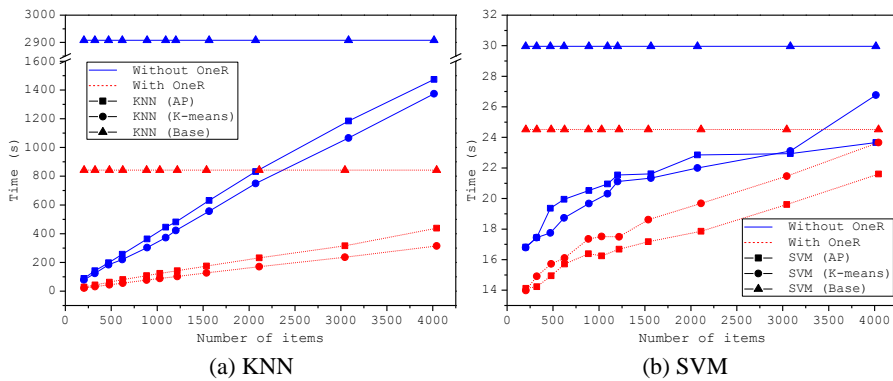 3000
2900
1600
1400
1200
1000
800
600
400
200
0
Time (s)
Without OneR
With OneR
KNN (AP)
KNN (K-means)
KNN (Base)
0 500 1000 1500 2000 2500 3000 3500 4000
Number of items
(a) KNN
32
30
28
26
24
22
20
18
16
14
Time (s)
Without OneR
With OneR
SVM (AP)
SVM (K-means)
SVM (Base)
0 500 1000 1500 2000 2500 3000 3500 4000
Number of items
(b) SVM